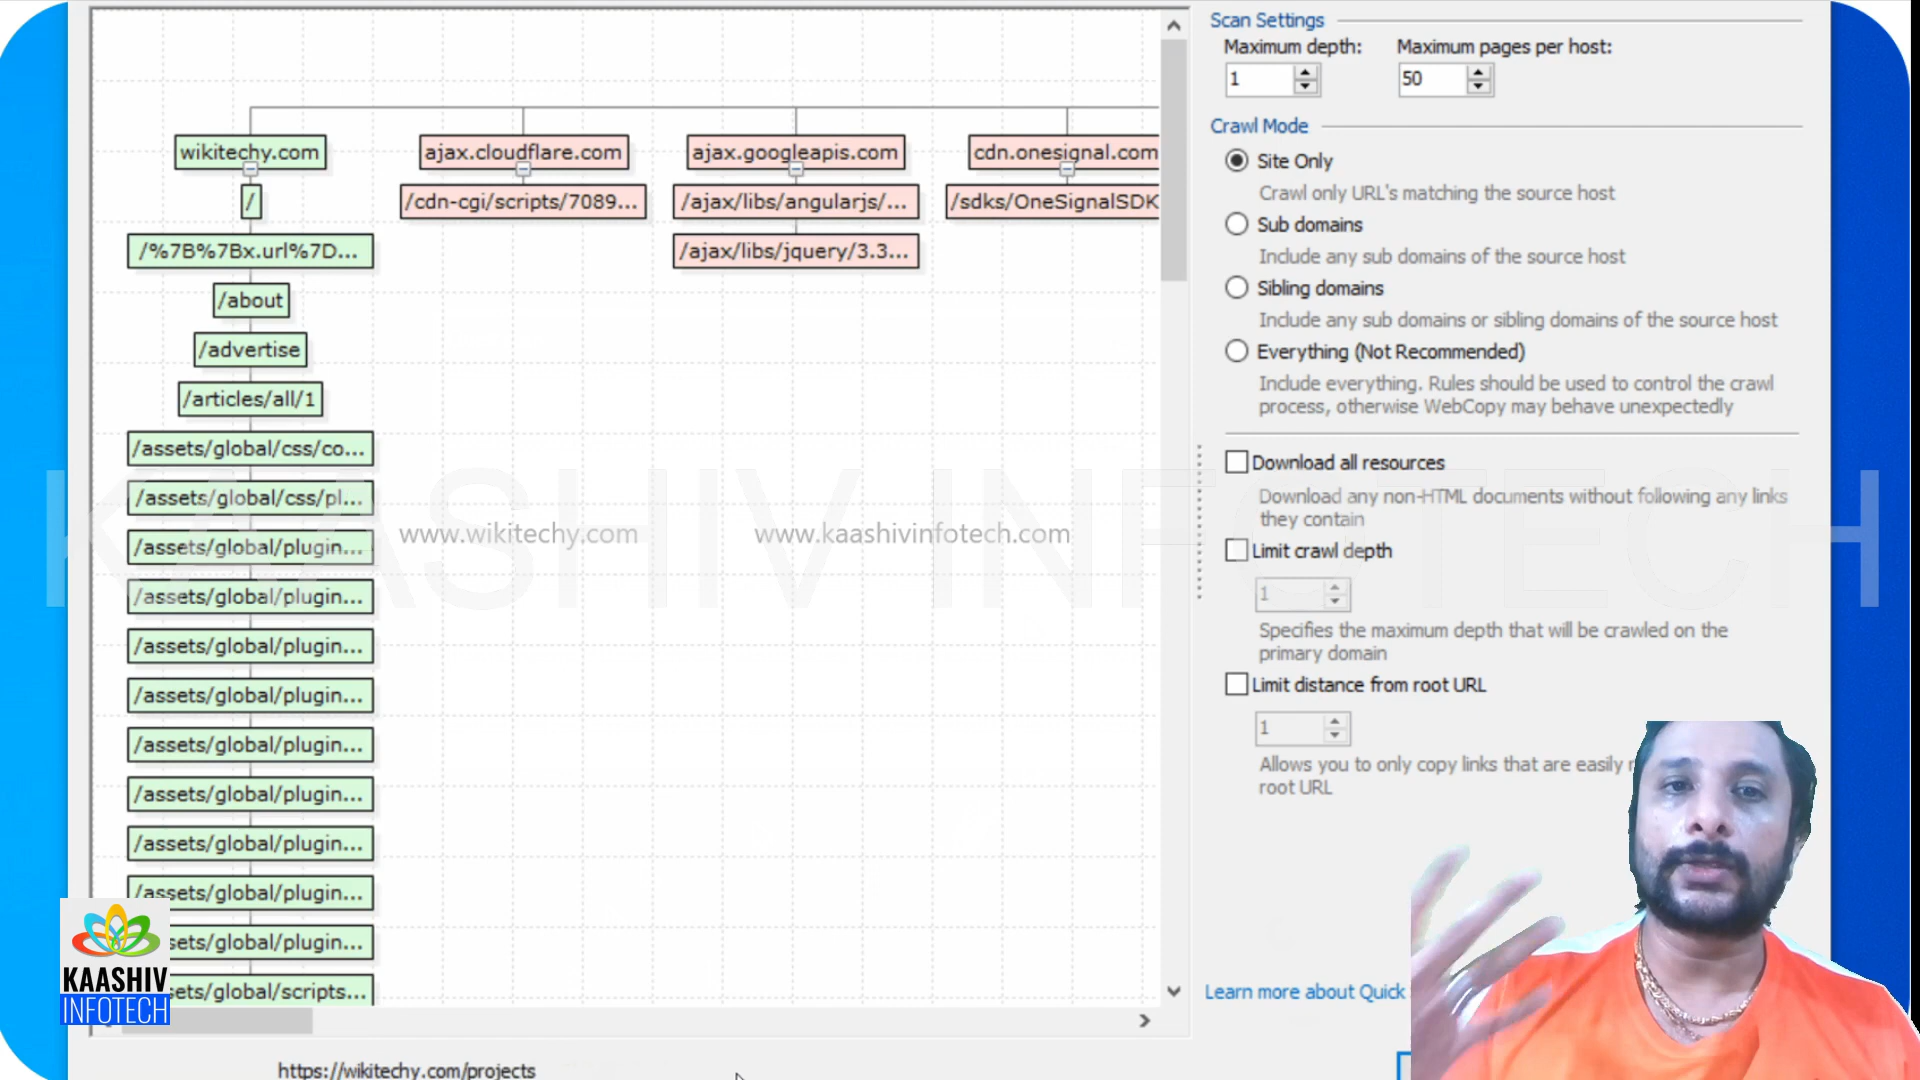 Scan Settings
Maximum depth:
Maximum pages per host:
1
50
Crawl Mode
Site Only
Crawl only URL's matching the source host
Sub domains
Include any sub domains of the source host
Sibling domains
Include any sub domains or sibling domains of the source host
Everything (Not Recommended)
Include everything. Rules should be used to control the crawl
process, otherwise WebCopy may behave unexpectedly
Download all resources
Download any non-HTML documents without following any links
they contain
Limit crawl depth
1
Specifies the maximum depth that will be crawled on the
primary domain
Limit distance from root URL
1
Allows you to only copy links that are easily
root URL
Learn more about Quick
wikitechy.com
/
/%7B%7Bx.url%7D...
/about
/advertise
/articles/all/1
/assets/global/css/co...
/assets/global/css/pl...
/assets/global/plugin...
/assets/global/plugin...
/assets/global/plugin...
/assets/global/plugin...
/assets/global/plugin...
/assets/global/plugin...
/assets/global/plugin...
/assets/global/plugin...
sets/global/plugin...
sets/global/scripts...
ajax.cloudflare.com
/cdn-cgi/scripts/7089...
ajax.googleapis.com
/ajax/libs/angularjs/...
/ajax/libs/jquery/3.3...
cdn.onesignal.com
/sdks/OneSignalSDK
KAASHIV INFOTECH
www.wikitechy.com
www.kaashivinfotech.com
KAASHIV
INFOTECH
https://wikitechy.com/projects